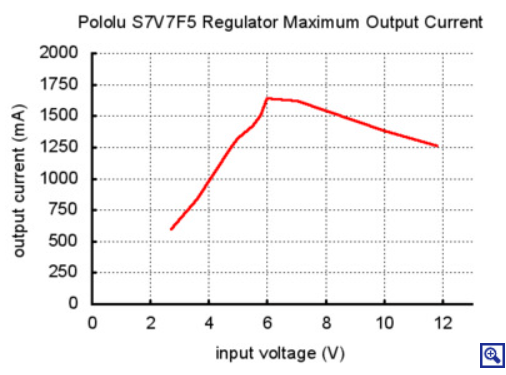 Pololu S7V7F5 Regulator Maximum Output Current
output current (mA)
2000
1750
1500
1250
1000
750
500
250
0
0 2 4 6 8 10 12
input voltage (V)